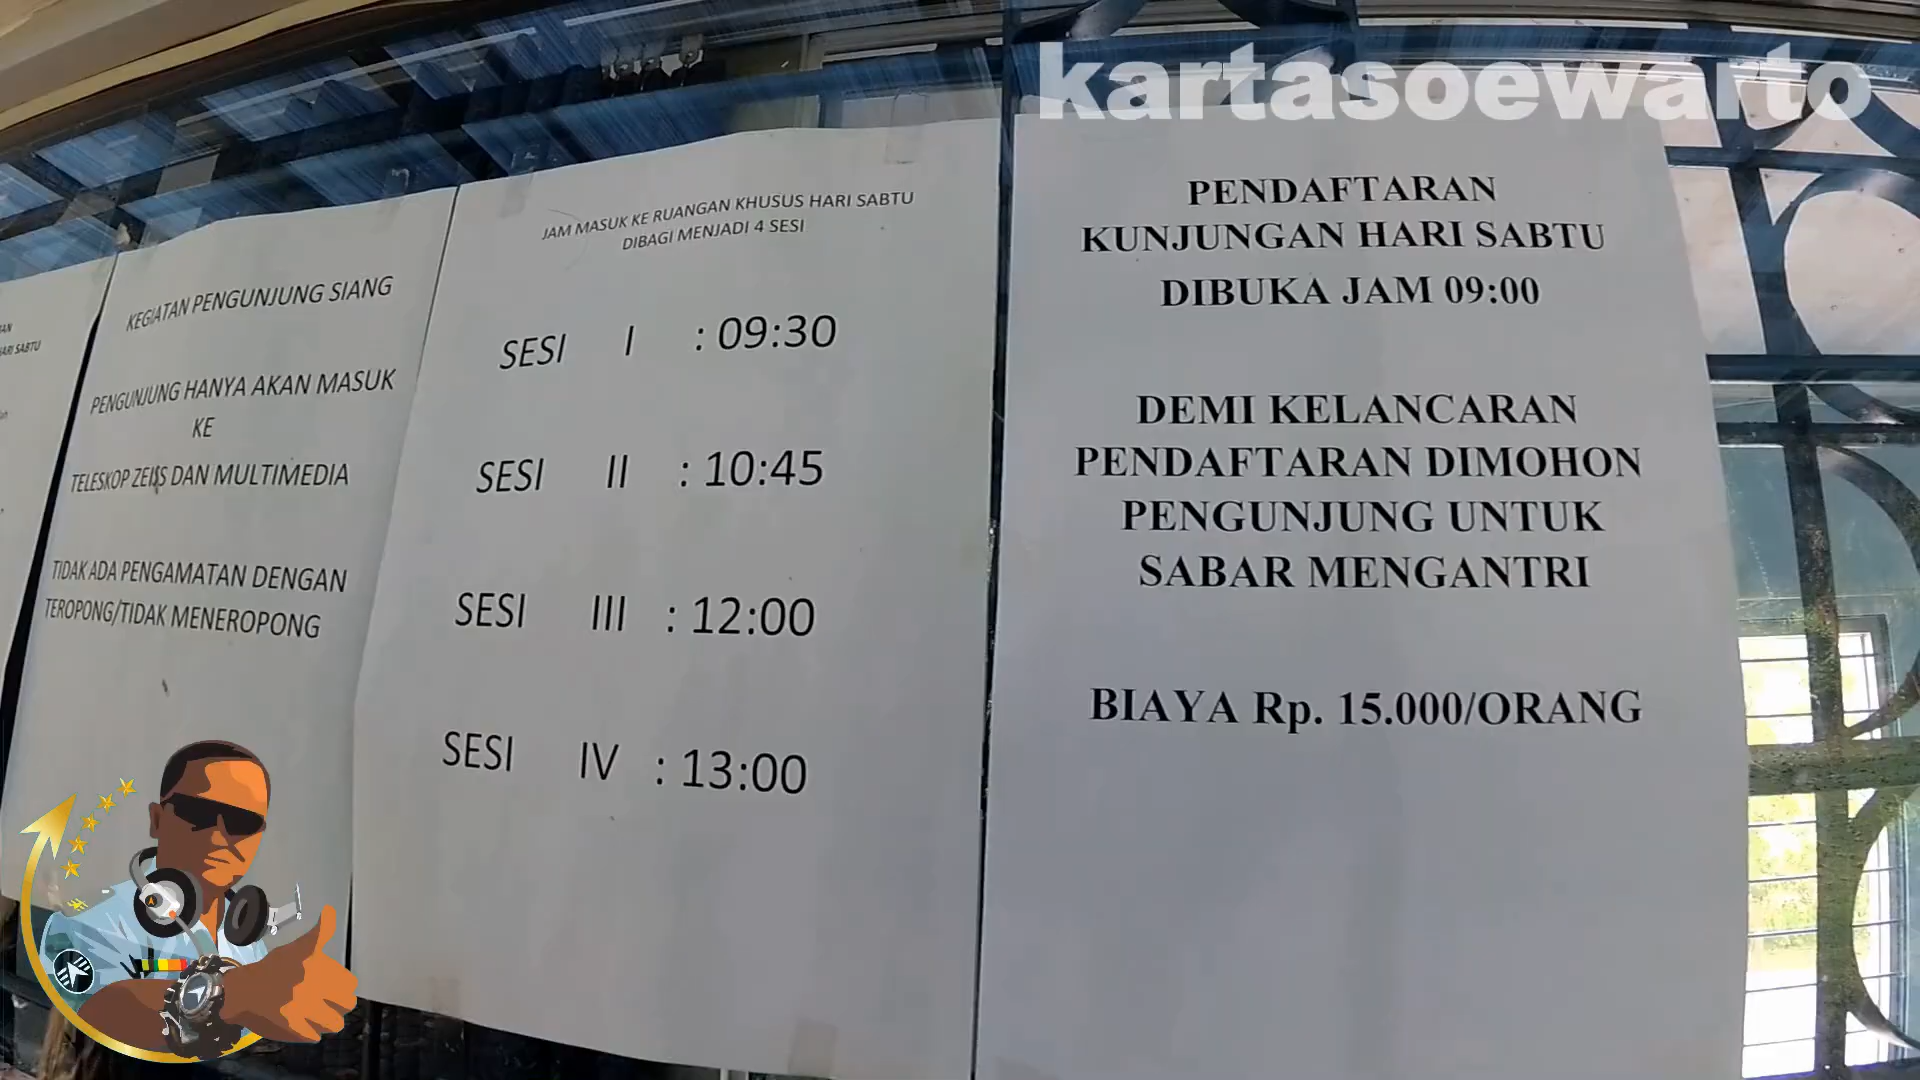 kartasoewarto
ARI SABTU
KEGIATAN PENGUNJUNG SIANG
PENGUNJUNG HANYA AKAN MASUK
KE
TELESKOP ZEISS DAN MULTIMEDIA
TIDAK ADA PENGAMATAN DENGAN
TEROPONG/TIDAK MENEROPONG
JAM MASUK KE RUANGAN KHUSUS HARI SABTU
DIBAGI MENJADI 4 SESI
SESI I : 09:30
SESI II : 10:45
SESI III : 12:00
SESI IV : 13:00
PENDAFTARAN
KUNJUNGAN HARI SABTU
DIBUKA JAM 09:00
DEMI KELANCARAN
PENDAFTARAN DIMOHON
PENGUNJUNG UNTUK
SABAR MENGANTRI
BIAYA Rp. 15.000/ORANG